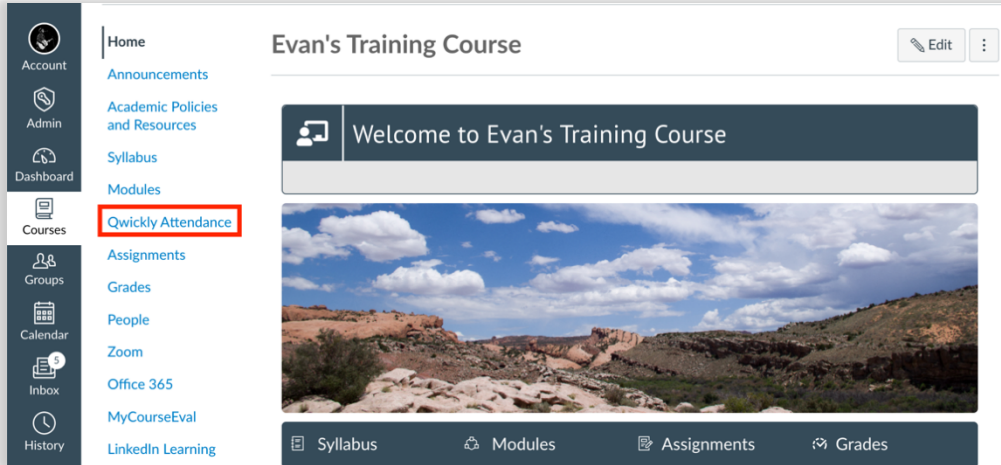 Account
Admin
Dashboard
Courses
Groups
Calendar
5
Inbox
History
Home
Announcements
Academic Policies
and Resources
Syllabus
Modules
Qwickly Attendance
Assignments
Grades
People
Zoom
Office 365
MyCourseEval
LinkedIn Learning
Evan's Training Course
Edit
Welcome to Evan's Training Course
Syllabus
Modules
Assignments
Grades